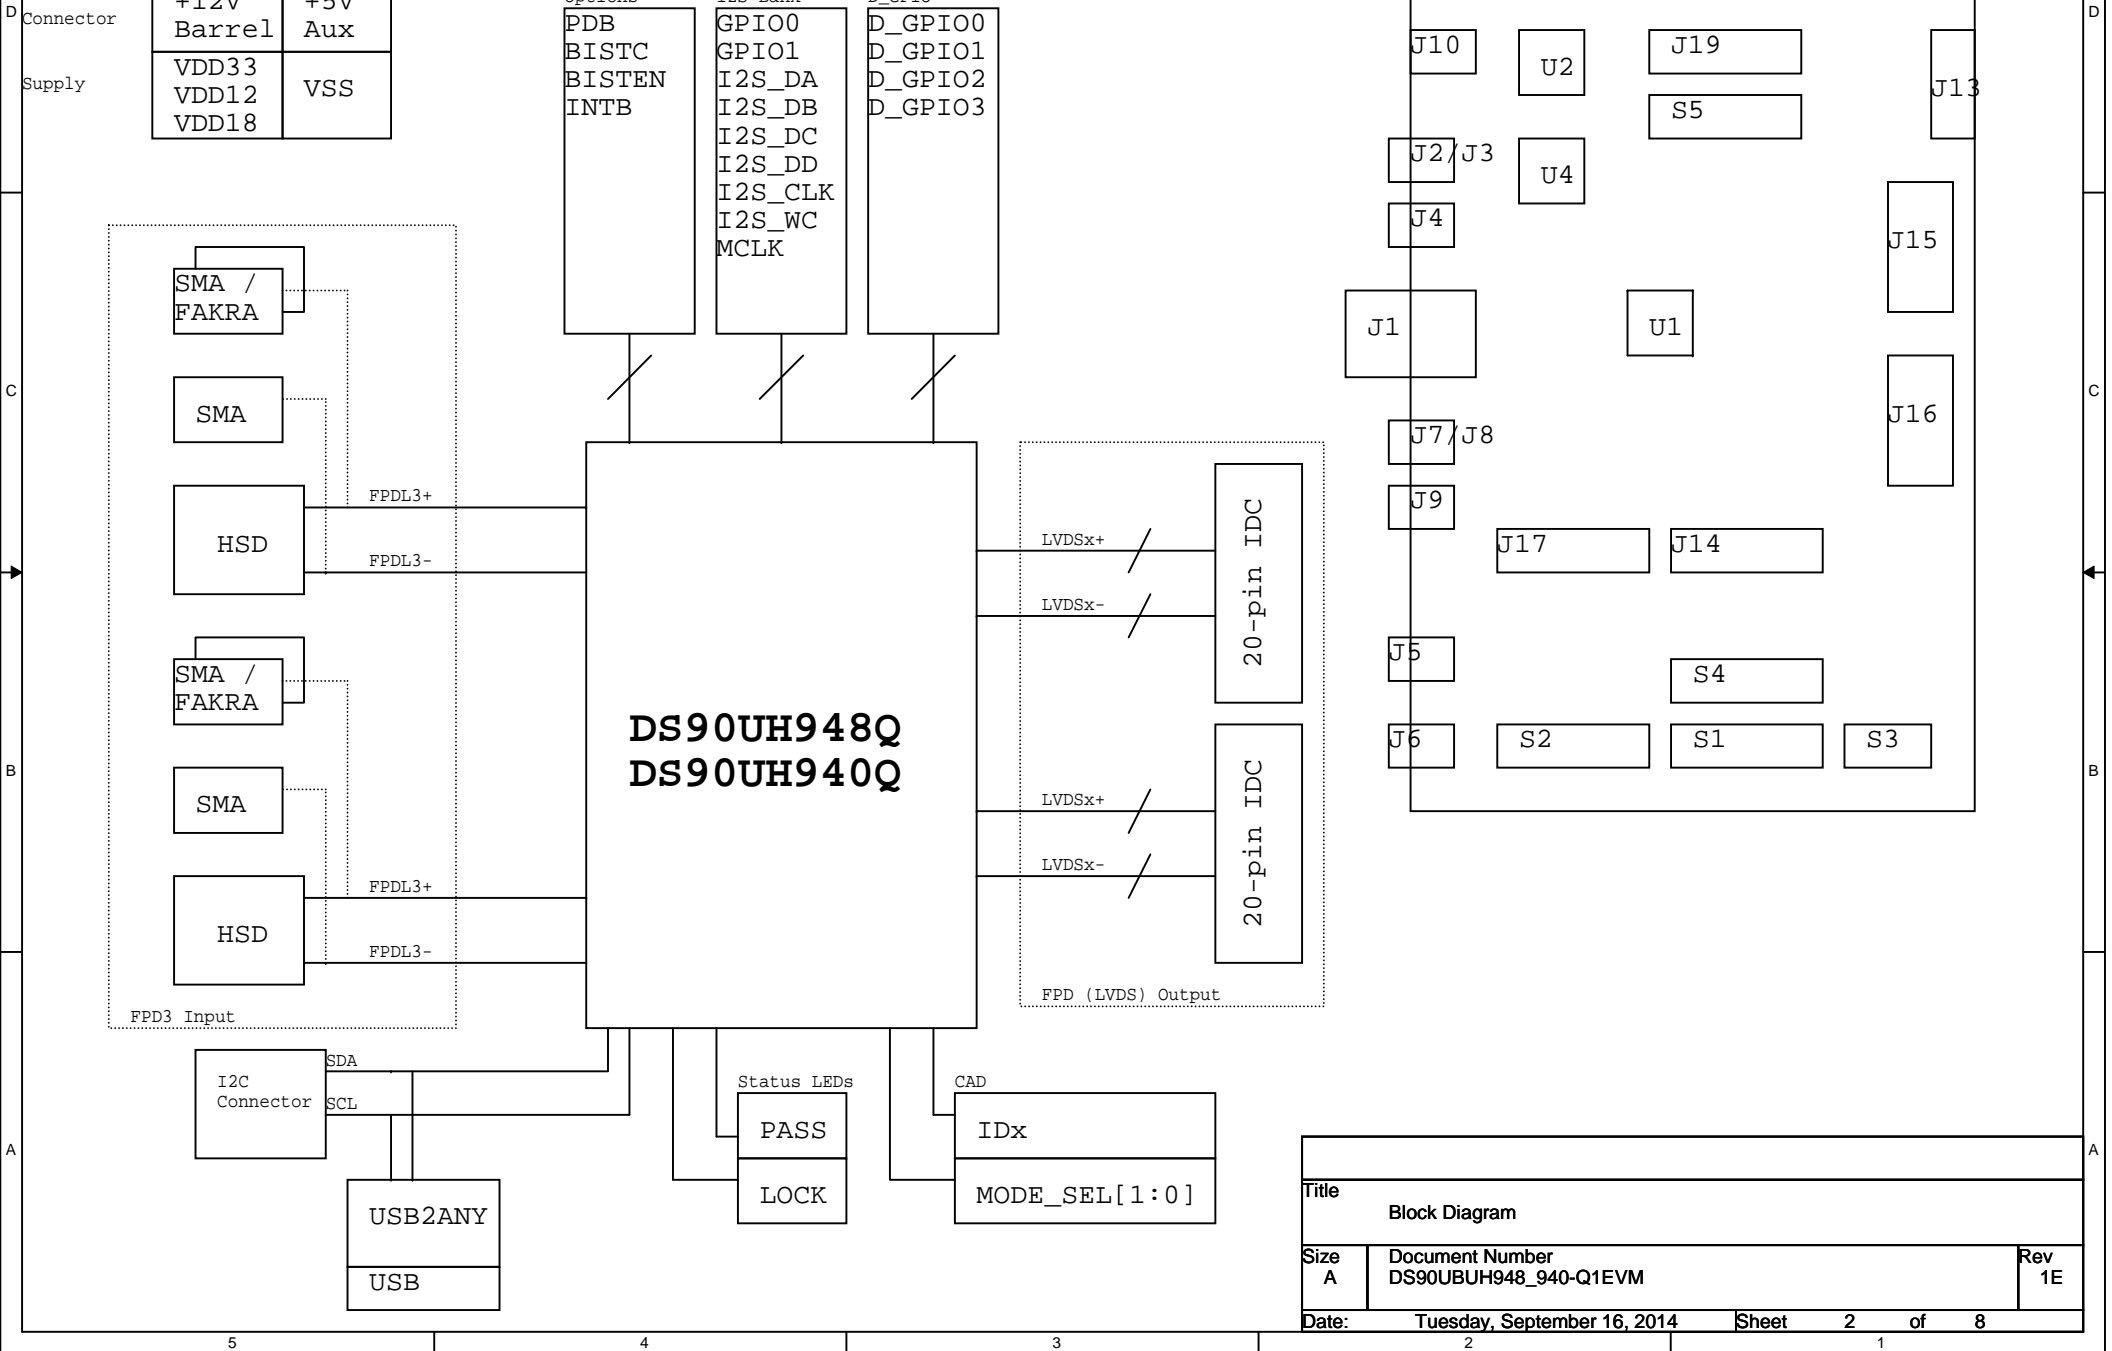 D
Connector
+12V
Barrel
+5V
Aux
Supply
VDD33
VDD12
VDD18
VSS
Options
PDB
BISTC
BISTEN
INTB
I2S Bank
GPIO0
GPIO1
I2S_DA
I2S_DB
I2S_DC
I2S_DD
I2S_CLK
I2S_WC
MCLK
D_GPIO
D_GPIO0
D_GPIO1
D_GPIO2
D_GPIO3
J10
U2
J19
J13
D
S5
J2/J3
U4
J4
J15
J1
U1
J16
J7/J8
J9
J17
J14
J5
S4
J6
S2
S1
S3
C
C
SMA /
FAKRA
SMA
HSD
FPDL3+
FPDL3-
SMA /
FAKRA
SMA
HSD
FPDL3+
FPDL3-
FPD3 Input
DS90UH948Q
DS90UH940Q
LVDSx+
LVDSx-
20-pin IDC
LVDSx+
LVDSx-
20-pin IDC
FPD (LVDS) Output
B
B
I2C
Connector
SDA
SCL
USB2ANY
USB
Status LEDs
PASS
LOCK
CAD
IDx
MODE_SEL[1:0]
A
A
Title
Block Diagram
Size
A
Document Number
DS90UBUH948_940-Q1EVM
Rev
1E
Date:
Tuesday, September 16, 2014
Sheet
2 of 8
5
4
3
2
1